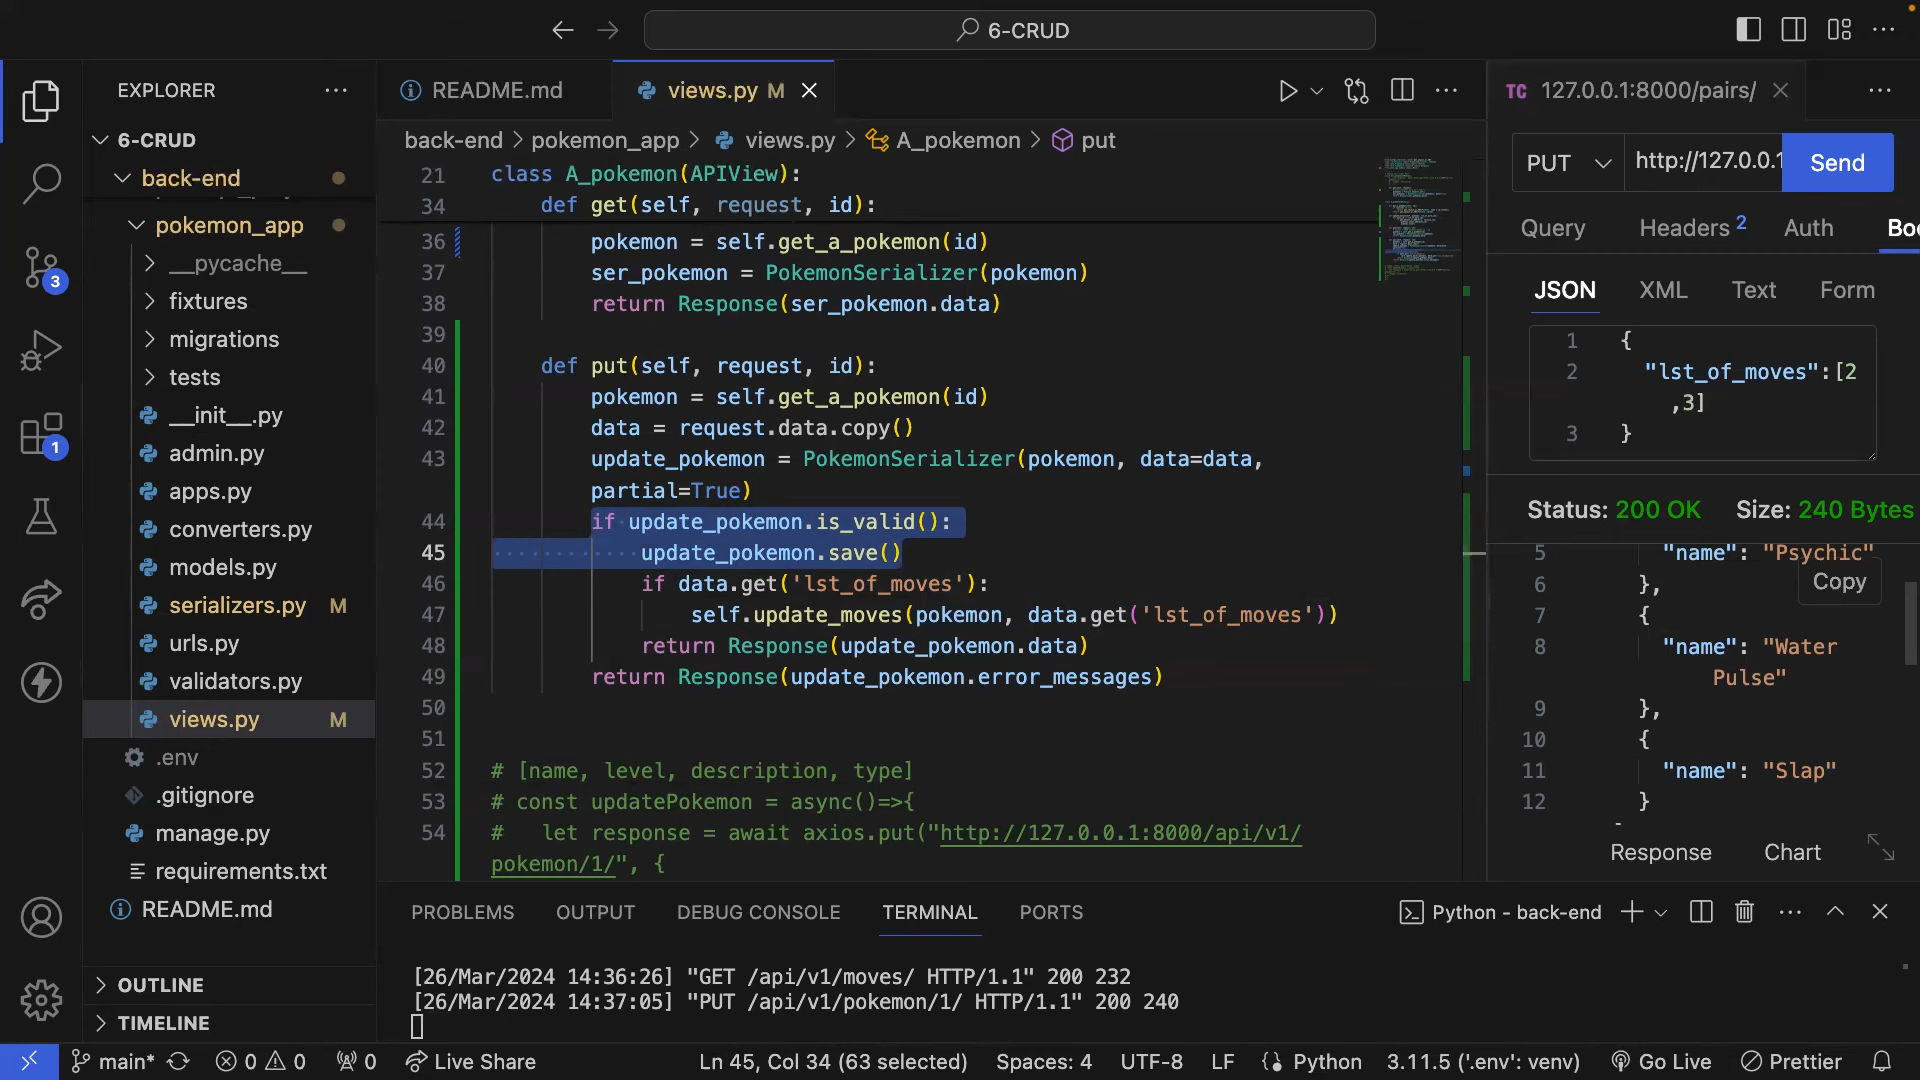 6-CRUD
EXPLORER
6-CRUD
back-end
pokemon_app
__pycache__
fixtures
migrations
tests
__init__.py
admin.py
apps.py
converters.py
models.py
serializers.py M
urls.py
validators.py
views.py M
.env
.gitignore
manage.py
requirements.txt
README.md
OUTLINE
TIMELINE
3
1
README.md
views.py M
back-end > pokemon_app > views.py > A_pokemon > put
21 class A_pokemon(APIView):
34 def get(self, request, id):
36 pokemon = self.get_a_pokemon(id)
37 ser_pokemon = PokemonSerializer(pokemon)
38 return Response(ser_pokemon.data)
39
40 def put(self, request, id):
41 pokemon = self.get_a_pokemon(id)
42 data = request.data.copy()
43 update_pokemon = PokemonSerializer(pokemon, data=data,
partial=True)
44 if update_pokemon.is_valid():
45 update_pokemon.save()
46 if data.get('lst_of_moves'):
47 self.update_moves(pokemon, data.get('lst_of_moves'))
48 return Response(update_pokemon.data)
49 return Response(update_pokemon.error_messages)
50
51
52 # [name, level, description, type]
53 # const updatePokemon = async()=>{
54 # let response = await axios.put("http://127.0.0.1:8000/api/v1/
pokemon/1/", {
TC 127.0.0.1:8000/pairs/
PUT http://127.0.0.1 Send
Query Headers 2 Auth Bo
JSON XML Text Form
1 {
2 "lst_of_moves":[2
,3]
3 }
Status: 200 OK Size: 240 Bytes
5 "name": "Psychic"
Copy
6 },
7 {
8 "name": "Water
Pulse"
9 },
10 {
11 "name": "Slap"
12 }
Response Chart
PROBLEMS OUTPUT DEBUG CONSOLE TERMINAL PORTS
Python - back-end
[26/Mar/2024 14:36:26] "GET /api/v1/moves/ HTTP/1.1" 200 232
[26/Mar/2024 14:37:05] "PUT /api/v1/pokemon/1/ HTTP/1.1" 200 240
main* 0 0 0 Live Share Ln 45, Col 34 (63 selected) Spaces: 4 UTF-8 LF Python 3.11.5 ('.env': venv) Go Live Prettier